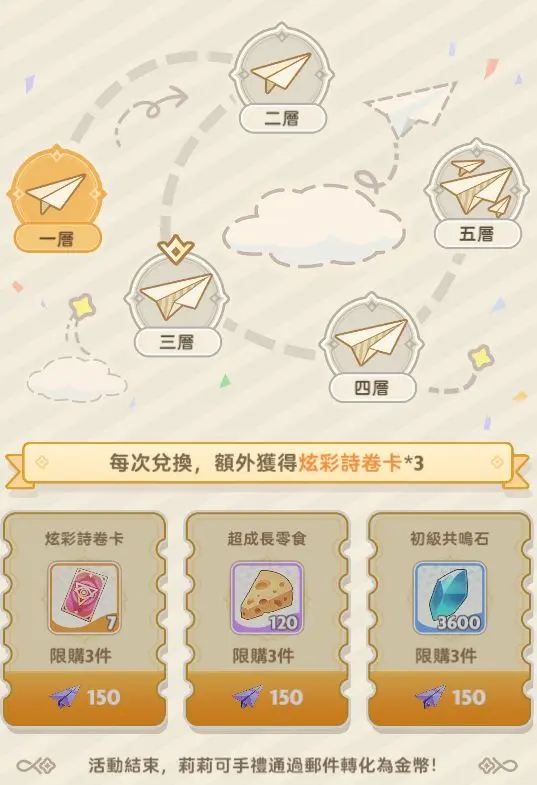 二層
一層
五層
三層
四層
每次兌換，額外獲得炫彩詩卷卡*3
炫彩詩卷卡
超成長零食
初級共鳴石
7
120
3600
限購3件
限購3件
限購3件
150
150
150
活動結束，莉莉可手禮通過郵件轉化為金幣！